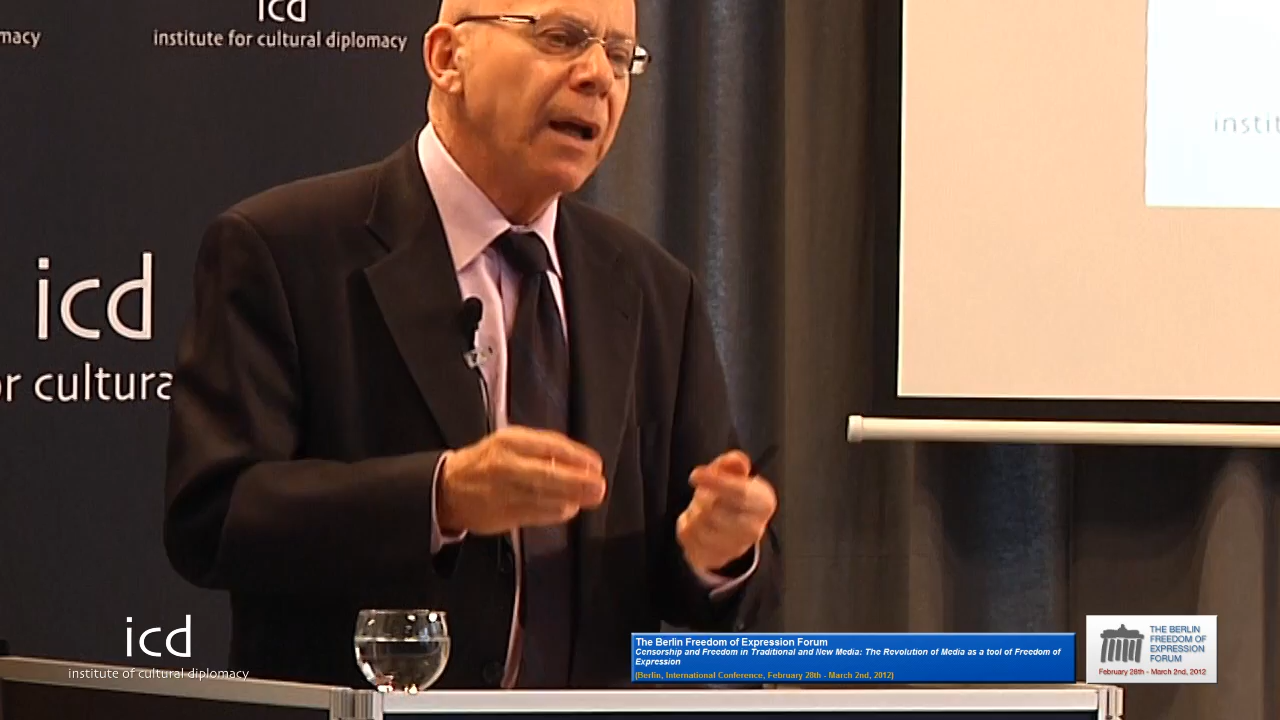 icd
macy
institute for cultural diplomacy
instit
icd
or cultura
icd
institute of cultural diplomacy
The Berlin Freedom of Expression Forum
Censorship and Freedom in Traditional and New Media: The Revolution of Media as a tool of Freedom of
Expression
(Berlin, International Conference, February 28th - March 2nd, 2012)
THE BERLIN
FREEDOM OF
EXPRESSION
FORUM
February 28th - March 2nd, 2012